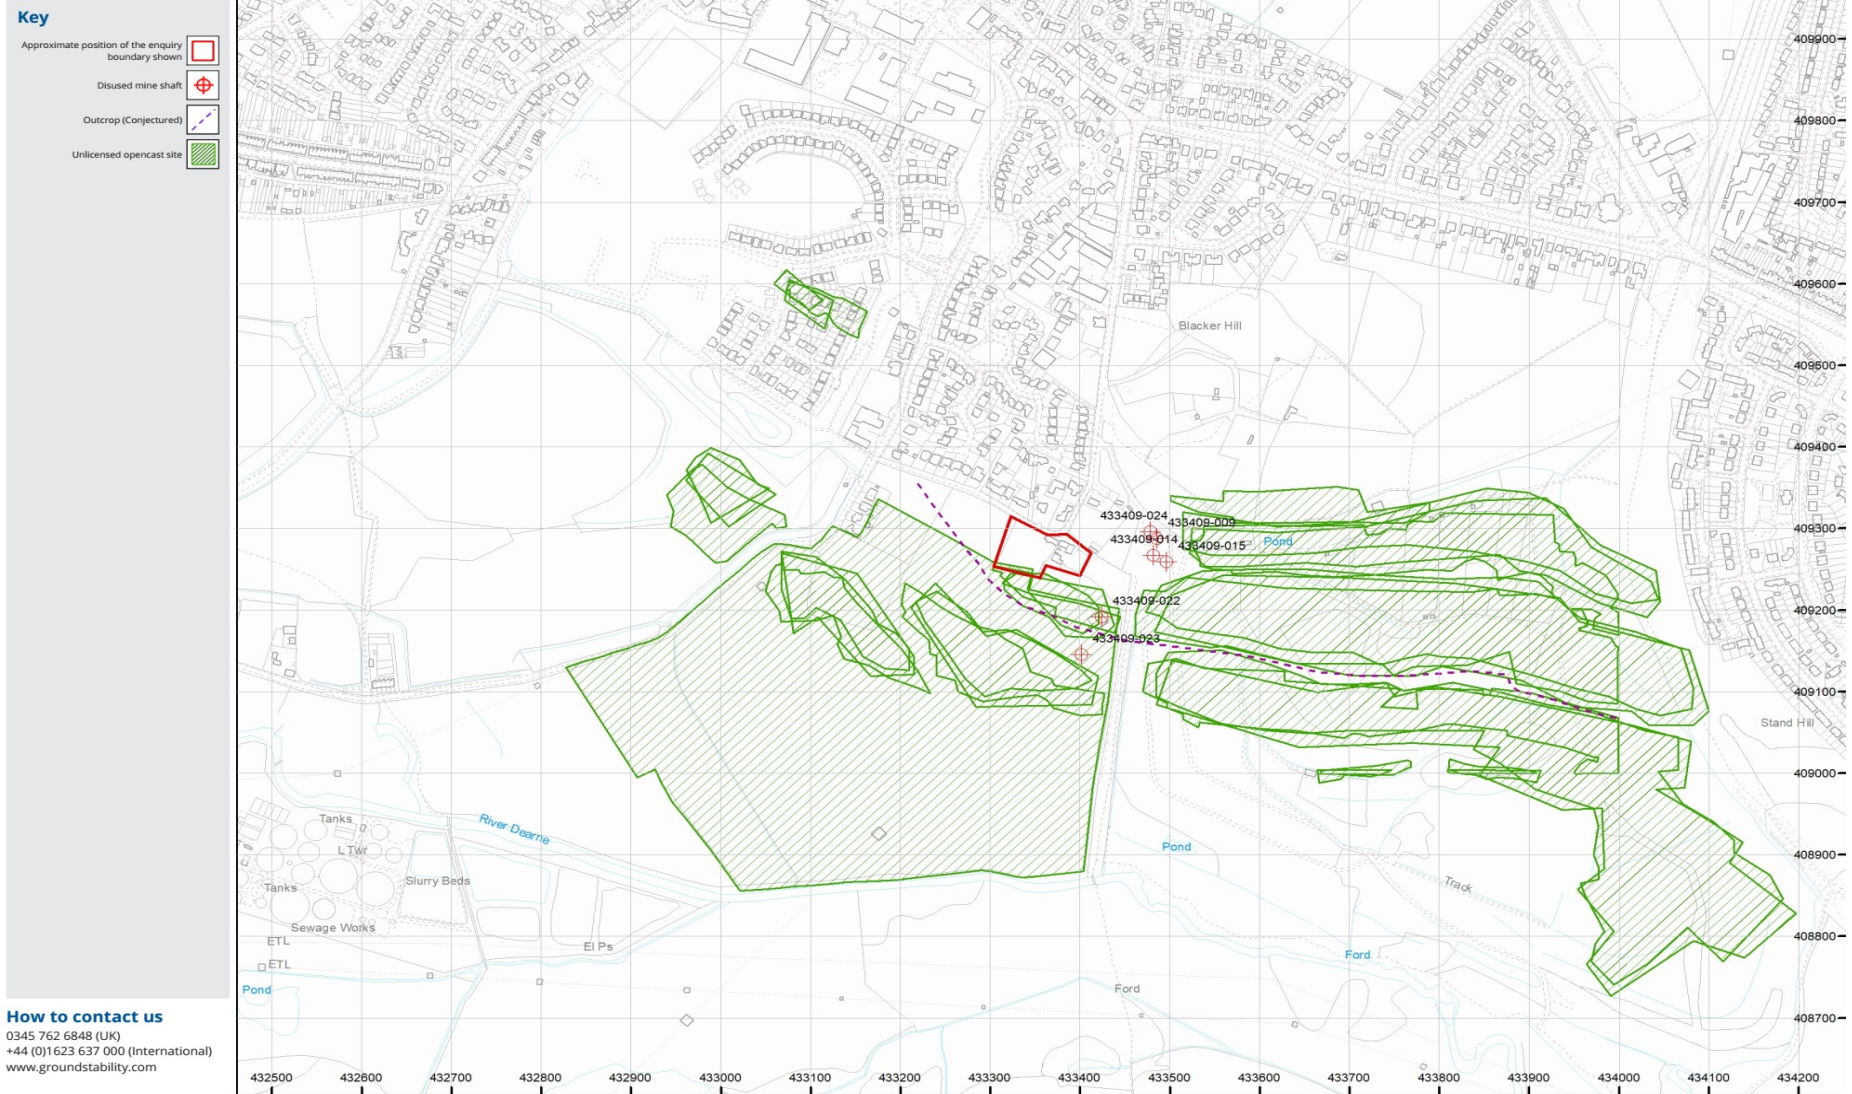 Key
Approximate position of the enquiry
boundary shown
Disused mine shaft
Outcrop (Conjectured)
Unlicensed opencast site
How to contact us
0345 762 6848 (UK)
+44 (0)1623 637 000 (International)
www.groundstability.com
409900
409800
409700
409600
Blacker Hill
409500
409400
433409-024
433409-009
409300
433409-014
433409-015
Pond
433409-022
409200
433409-023
409100
Stand Hill
409000
Tanks
River Dearne
L Twr
Pond
408900
Tanks
Slurry Beds
Track
Sewage Works
ETL
El Ps
408800
ETL
Ford
Pond
Ford
408700
432500
432600
432700
432800
432900
433000
433100
433200
433300
433400
433500
433600
433700
433800
433900
434000
434100
434200